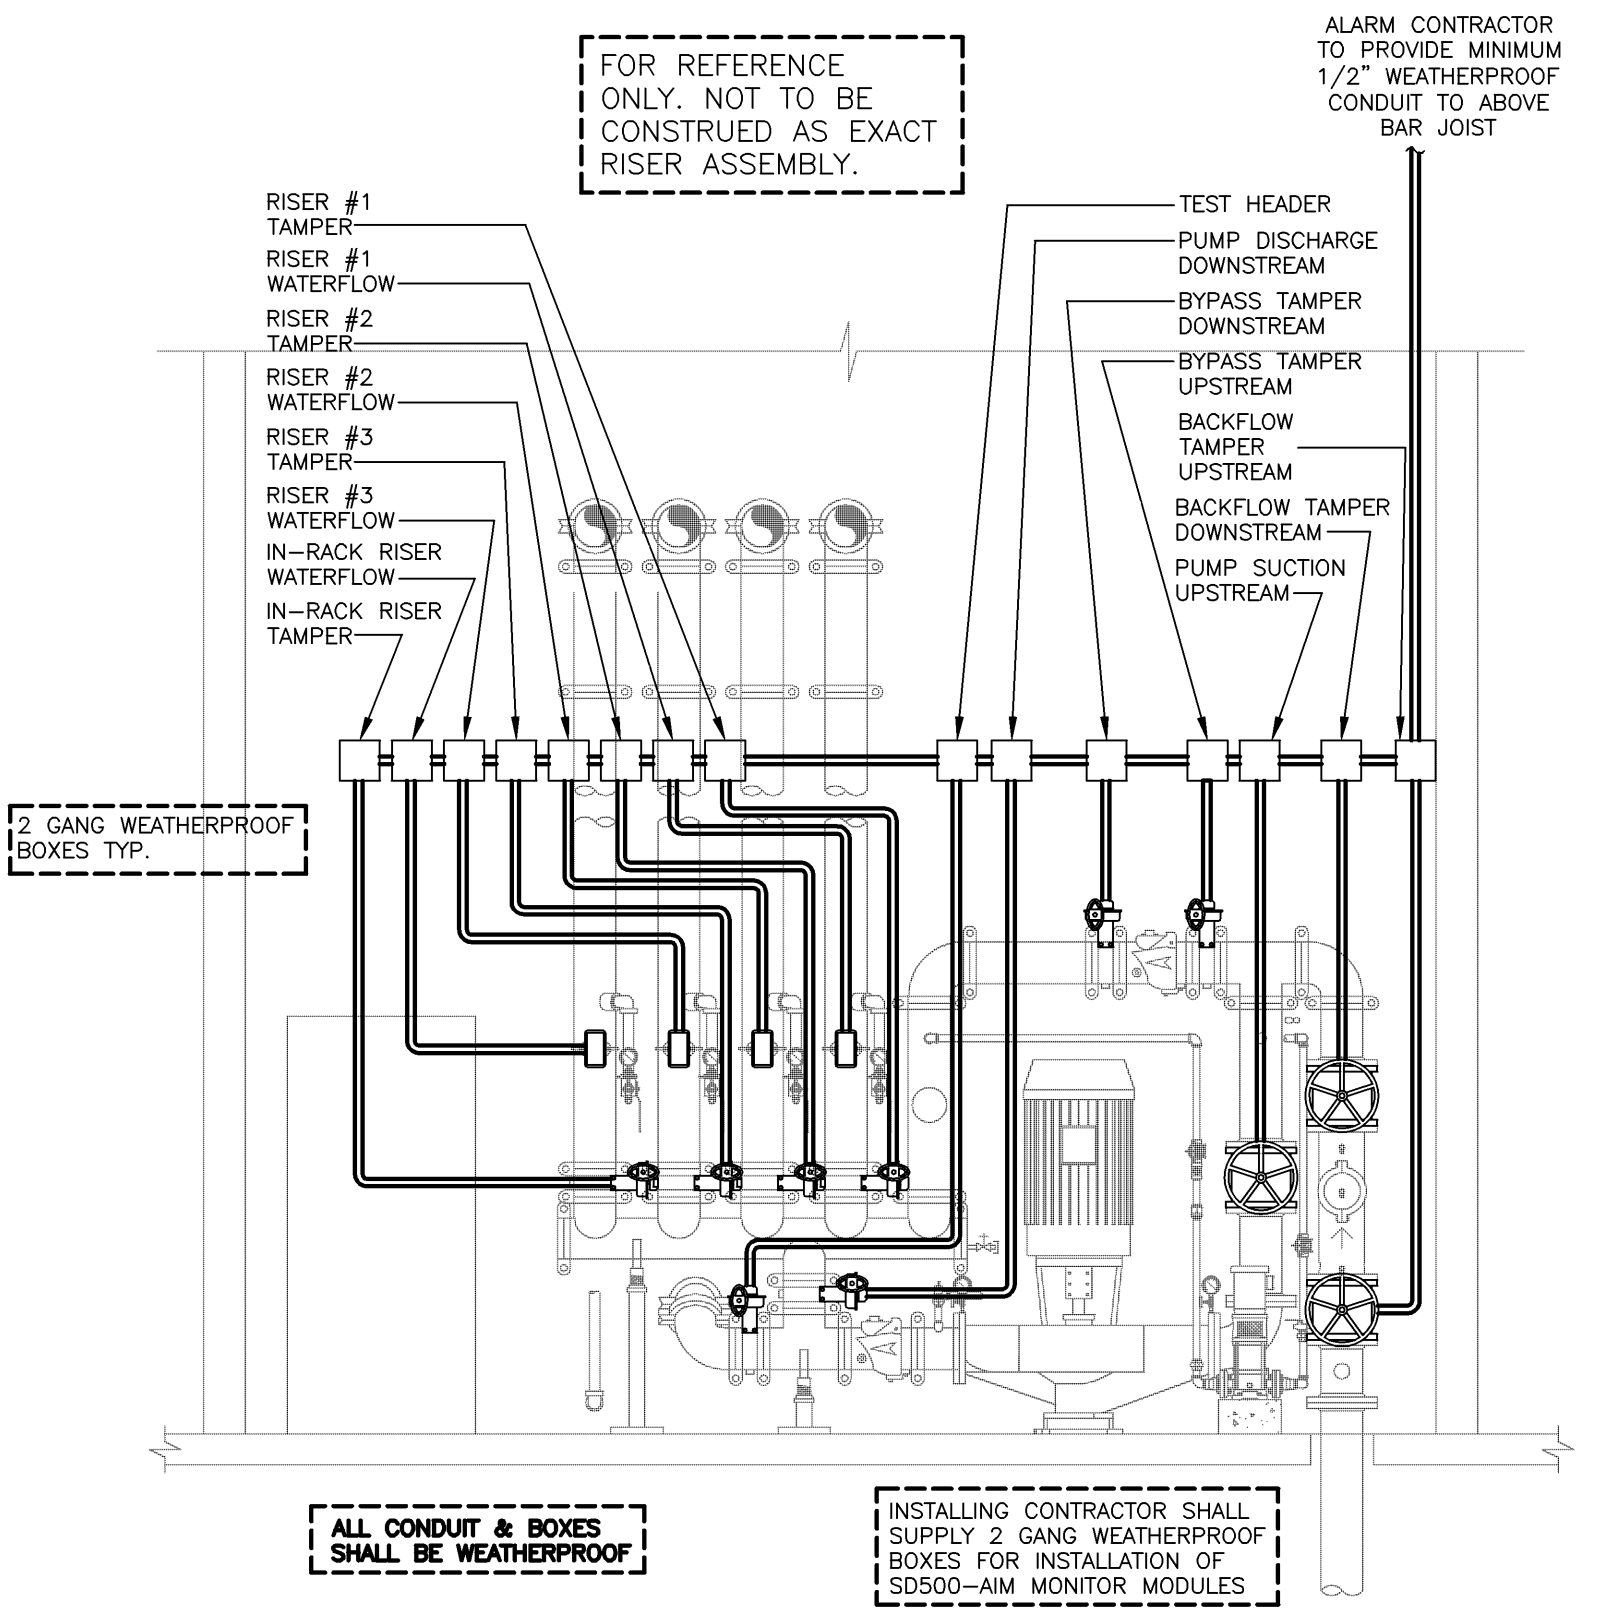 FOR REFERENCE
ONLY. NOT TO BE
CONSTRUED AS EXACT
RISER ASSEMBLY.
ALARM CONTRACTOR
TO PROVIDE MINIMUM
1/2" WEATHERPROOF
CONDUIT TO ABOVE
BAR JOIST
RISER #1
TAMPER
RISER #1
WATERFLOW
RISER #2
TAMPER
RISER #2
WATERFLOW
RISER #3
TAMPER
RISER #3
WATERFLOW
IN-RACK RISER
WATERFLOW
IN-RACK RISER
TAMPER
TEST HEADER
PUMP DISCHARGE
DOWNSTREAM
BYPASS TAMPER
DOWNSTREAM
BYPASS TAMPER
UPSTREAM
BACKFLOW
TAMPER
UPSTREAM
BACKFLOW TAMPER
DOWNSTREAM
PUMP SUCTION
UPSTREAM
2 GANG WEATHERPROOF
BOXES TYP.
ALL CONDUIT & BOXES
SHALL BE WEATHERPROOF
INSTALLING CONTRACTOR SHALL
SUPPLY 2 GANG WEATHERPROOF
BOXES FOR INSTALLATION OF
SD500-AIM MONITOR MODULES